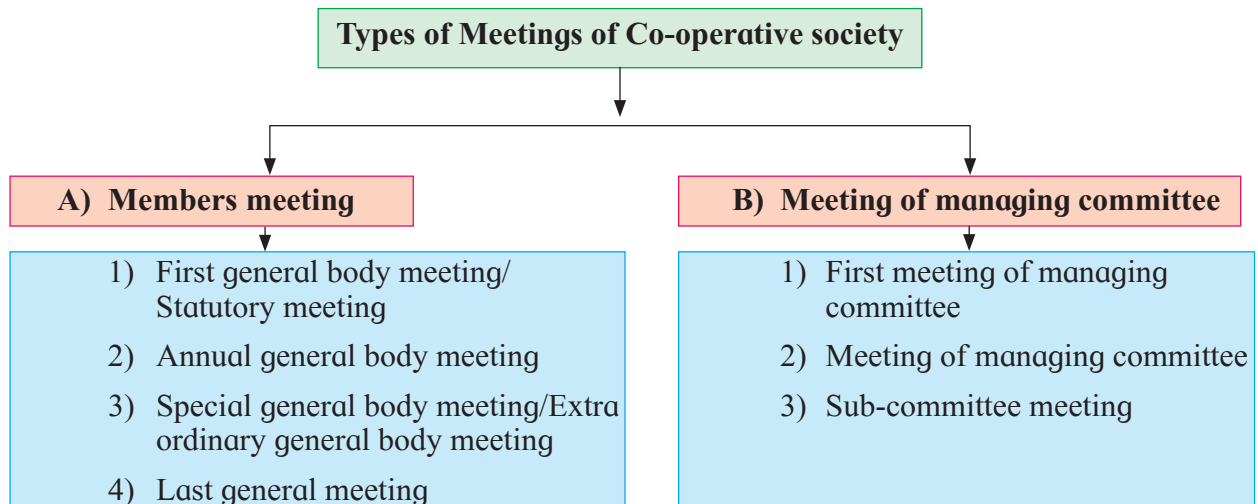 Types of Meetings of Co-operative society
A) Members meeting
1) First general body meeting/
Statutory meeting
2) Annual general body meeting
3) Special general body meeting/Extra
ordinary general body meeting
4) Last general meeting
B) Meeting of managing committee
1) First meeting of managing
committee
2) Meeting of managing committee
3) Sub-committee meeting